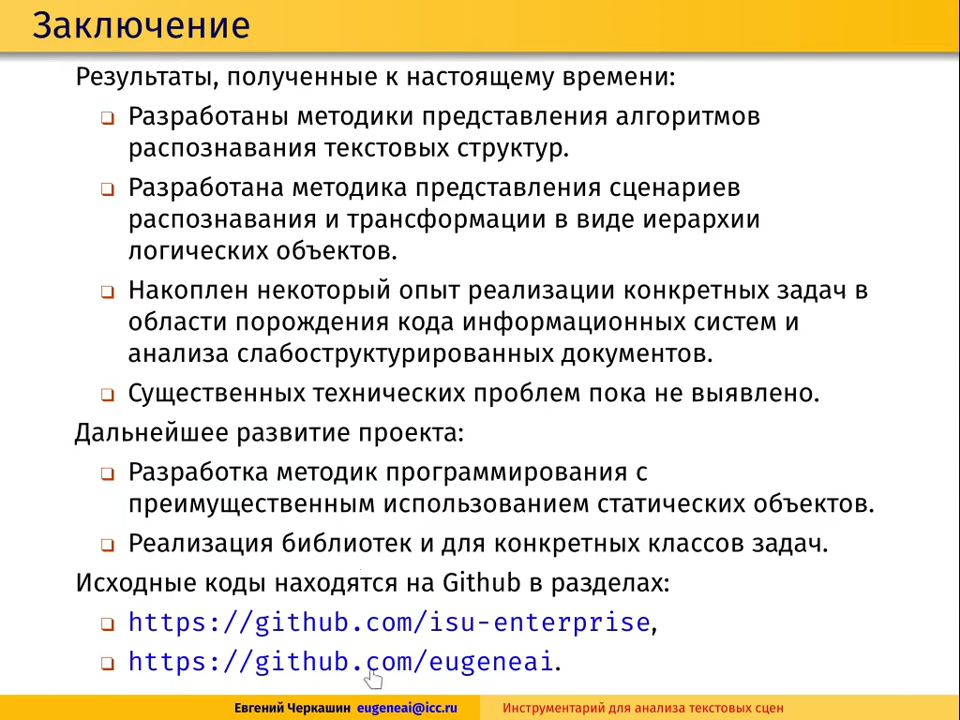 Заключение
Результаты, полученные к настоящему времени:
Разработаны методики представления алгоритмов
распознавания текстовых структур.
Разработана методика представления сценариев
распознавания и трансформации в виде иерархии
логических объектов.
Накоплен некоторый опыт реализации конкретных задач в
области порождения кода информационных систем и
анализа слабоструктурированных документов.
Существенных технических проблем пока не выявлено.
Дальнейшее развитие проекта:
Разработка методик программирования с
преимущественным использованием статических объектов.
Реализация библиотек и для конкретных классов задач.
Исходные коды находятся на Github в разделах:
https://github.com/isu-enterprise,
https://github.com/eugeneai.
Евгений Черкашин eugeneai@icc.ru Инструментарий для анализа текстовых сцен